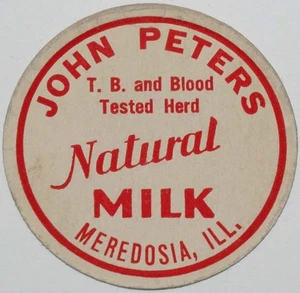 JOHN PETERS
T. B. and Blood
Tested Herd
Natural
MILK
MEREDOSIA, ILL.